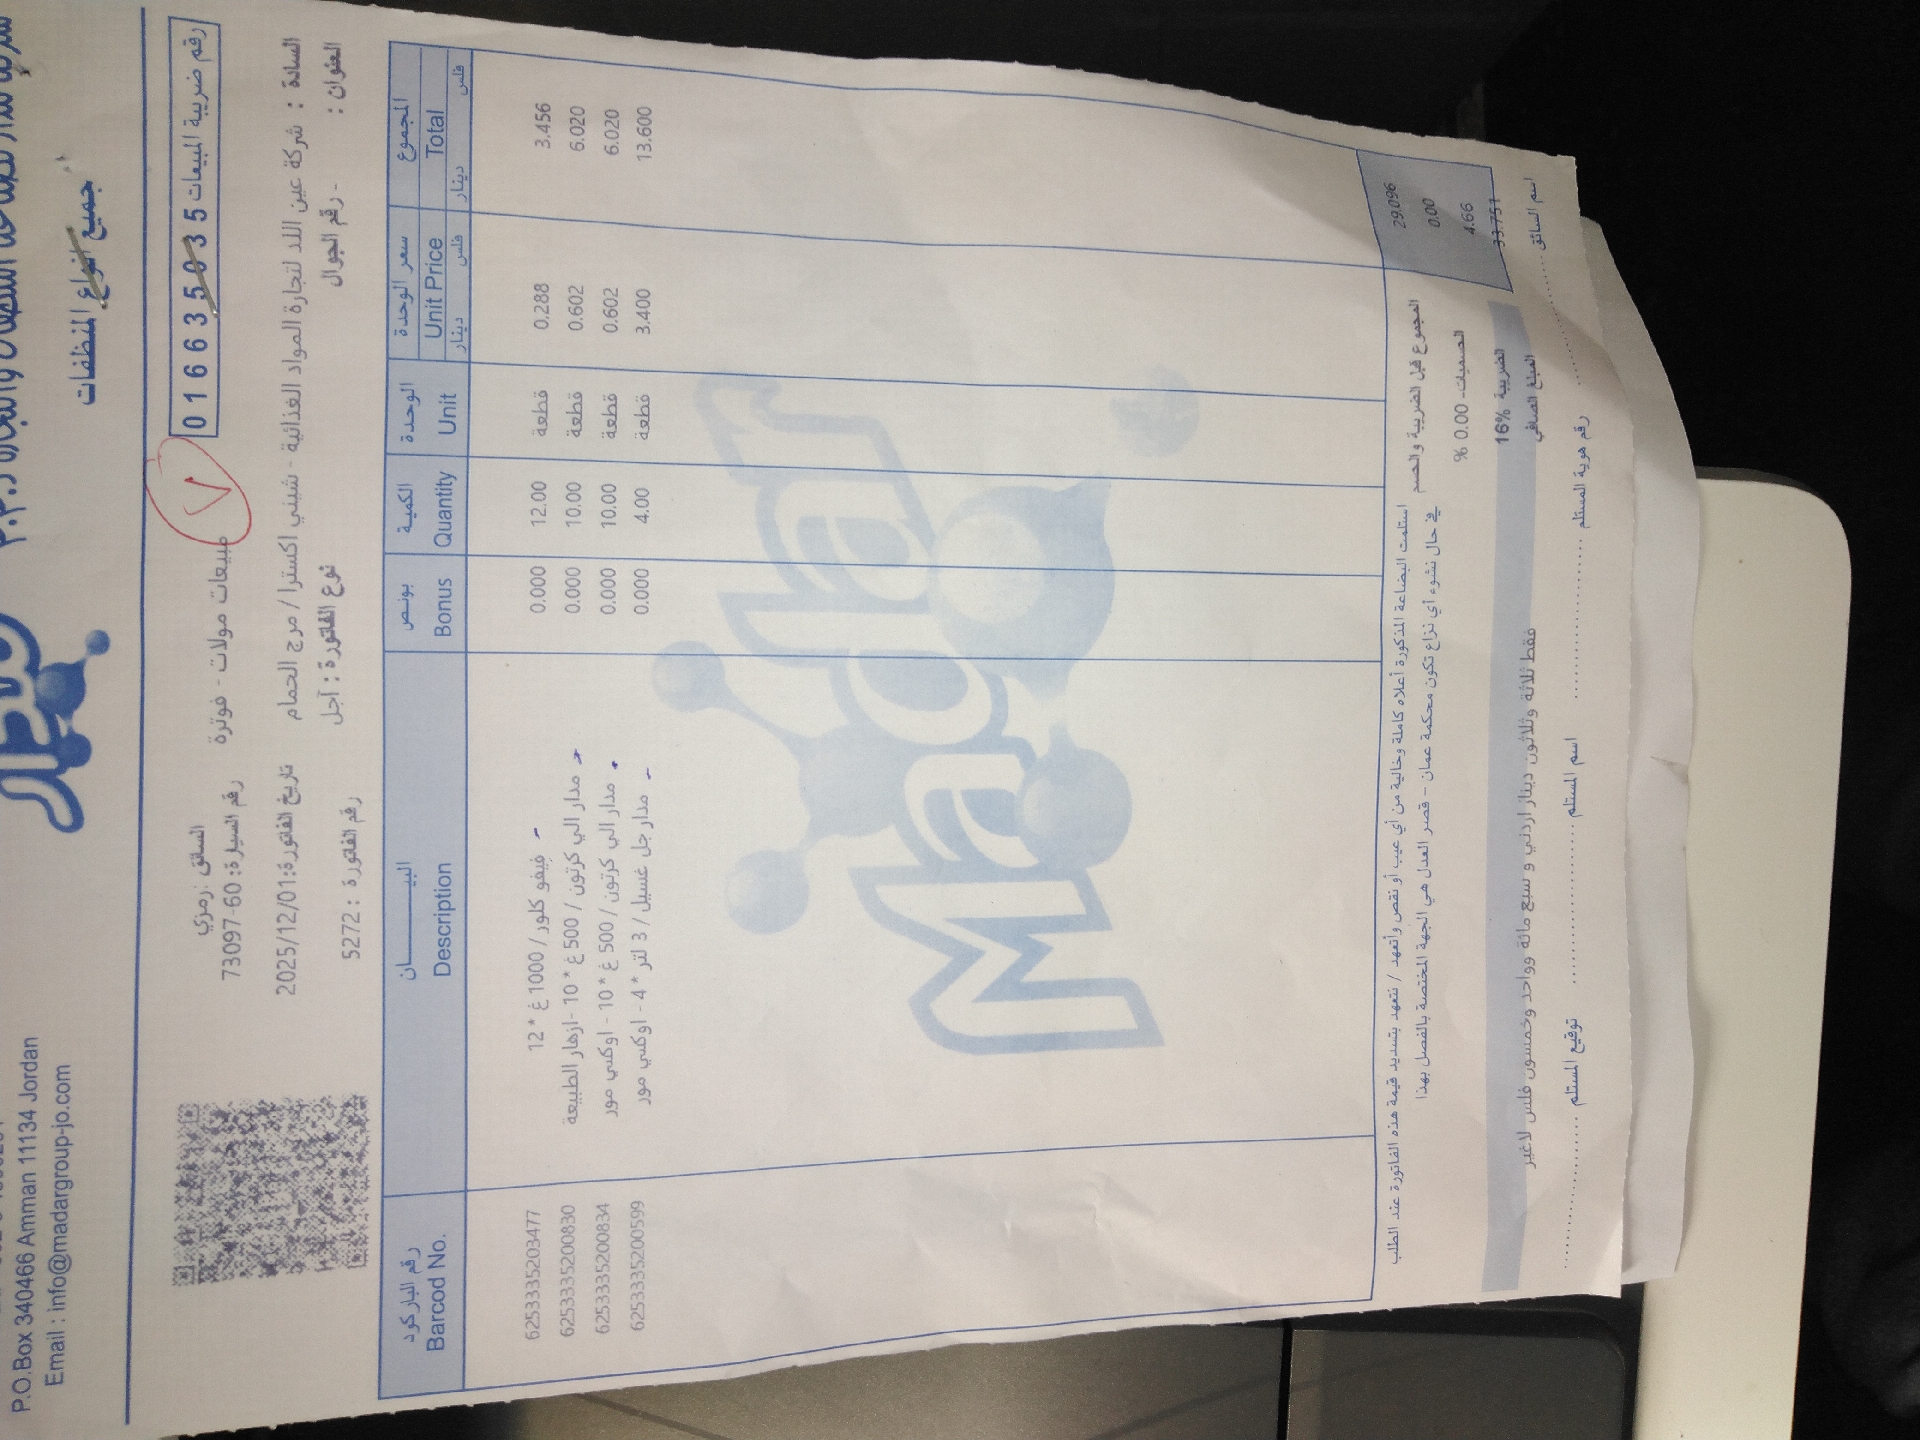 جميع انواع المنظفات
P.O.Box 340466 Amman 11134 Jordan
Email : info@madargroup-jo.com
رقم ضريبة المبيعات 016635035
السائق : رمزي
مبيعات مولات - فوترة رقم السيارة: 60-73097
السادة : شركة عين اللد لتجارة المواد الغذائية - شيني اكسترا / مرج الحمام تاريخ الفاتورة: 2025/12/01
العنوان : - رقم الجوال نوع الفاتورة : آجل رقم الفاتورة : 5272
رقم الباركود البيـــــــان بونص الكمية الوحدة سعر الوحدة المجموع
Barcod No. Description Bonus Quantity Unit Unit Price Total
دينار فلس دينار فلس
6253335203477 فيفو كلور / 1000 غ * 12 0.000 12.00 قطعة 0.288 3.456
6253335200830 مدار الي كرتون / 500 غ * 10 - ازهار الطبيعة 0.000 10.00 قطعة 0.602 6.020
6253335200834 مدار الي كرتون / 500 غ * 10 - اوكسي مور 0.000 10.00 قطعة 0.602 6.020
6253335200599 مدار جل غسيل / 3 لتر * 4 - اوكسي مور 0.000 4.00 قطعة 3.400 13.600
Madar
استلمت البضاعة المذكورة أعلاه كاملة وخالية من أي عيب أو نقص وأتعهد / نتعهد بتسديد قيمة هذه الفاتورة عند الطلب
في حال نشوء أي نزاع تكون محكمة عمان - قصر العدل هي الجهة المختصة بالفصل بهذا
المجموع قبل الضريبة والحسم 29.096
الحسميات- 0.00 % 0.00
الضريبة 16% 4.66
المبلغ الصافي 33.751
فقط ثلاثة وثلاثون دينار اردني و سبع مائة وواحد وخمسون فلس لاغير
اسم السائق رقم هوية المستلم اسم المستلم توقيع المستلم